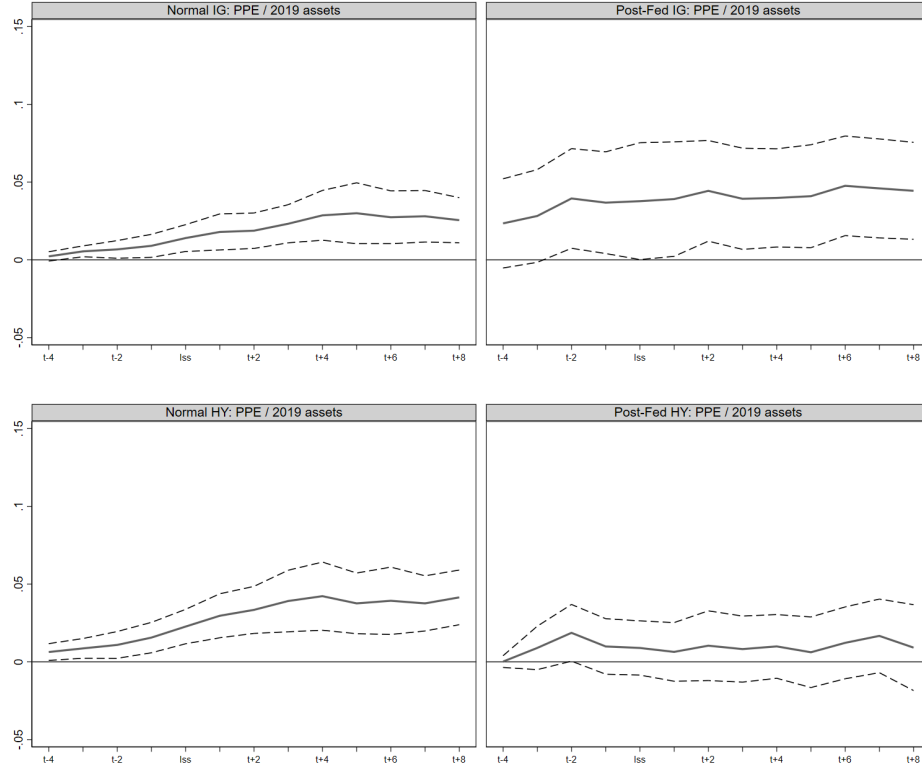 Normal IG: PPE / 2019 assets
.15
.1
.05
0
-.05
t-4 t-2 Iss t+2 t+4 t+6 t+8
Post-Fed IG: PPE / 2019 assets
t-4 t-2 Iss t+2 t+4 t+6 t+8
Normal HY: PPE / 2019 assets
.15
.1
.05
0
-.05
t-4 t-2 Iss t+2 t+4 t+6 t+8
Post-Fed HY: PPE / 2019 assets
t-4 t-2 Iss t+2 t+4 t+6 t+8